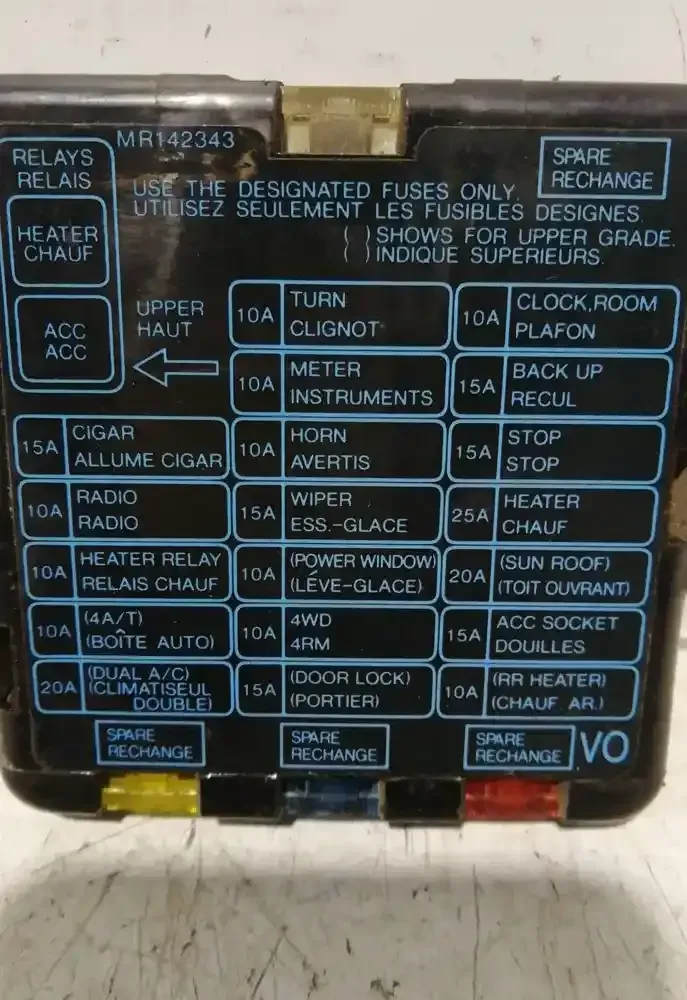 MR142343
RELAYS
RELAIS
SPARE
RECHANGE
USE THE DESIGNATED FUSES ONLY.
UTILISEZ SEULEMENT LES FUSIBLES DESIGNES.
( ) SHOWS FOR UPPER GRADE.
( ) INDIQUE SUPERIEURS.
HEATER
CHAUF
ACC
ACC
UPPER
HAUT
10A TURN
CLIGNOT
10A CLOCK,ROOM
PLAFON
10A METER
INSTRUMENTS
15A BACK UP
RECUL
15A CIGAR
ALLUME CIGAR
10A HORN
AVERTIS
15A STOP
STOP
10A RADIO
RADIO
15A WIPER
ESS.-GLACE
25A HEATER
CHAUF
10A HEATER RELAY
RELAIS CHAUF
10A (POWER WINDOW)
(LÉVE-GLACE)
20A (SUN ROOF)
(TOIT OUVRANT)
10A (4A/T)
(BOÎTE AUTO)
10A 4WD
4RM
15A ACC SOCKET
DOUILLES
20A (DUAL A/C)
(CLIMATISEUL
DOUBLE)
15A (DOOR LOCK)
(PORTIER)
10A (RR HEATER)
(CHAUF. AR.)
SPARE
RECHANGE
SPARE
RECHANGE
SPARE
RECHANGE
VO